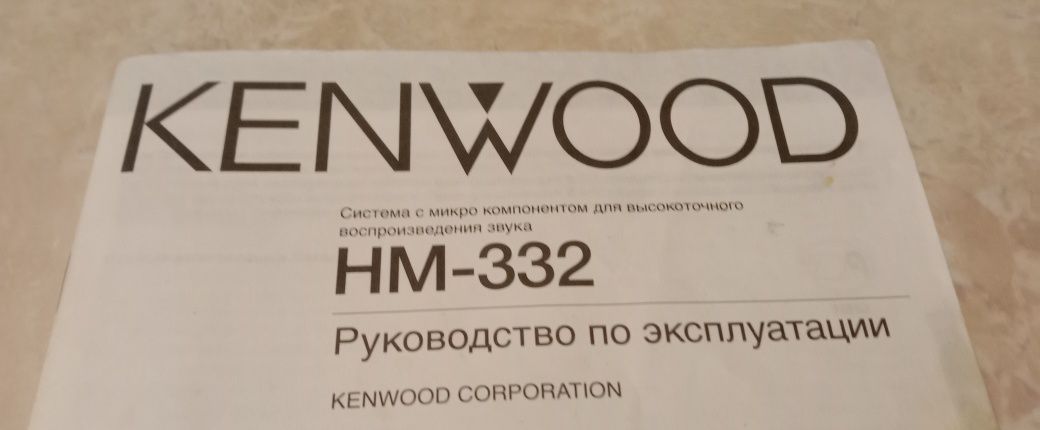 KENWOOD
Система с микро компонентом для высокоточного
воспроизведения звука
HM-332
Руководство по эксплуатации
KENWOOD CORPORATION